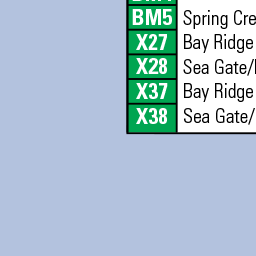 BM5 Spring Cre
X27 Bay Ridge
X28 Sea Gate/
X37 Bay Ridge
X38 Sea Gate/